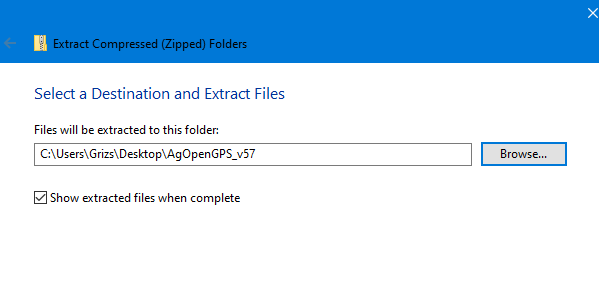 Extract Compressed (Zipped) Folders
Select a Destination and Extract Files
Files will be extracted to this folder:
C:\Users\Grizs\Desktop\AgOpenGPS_v57
Browse...
Show extracted files when complete